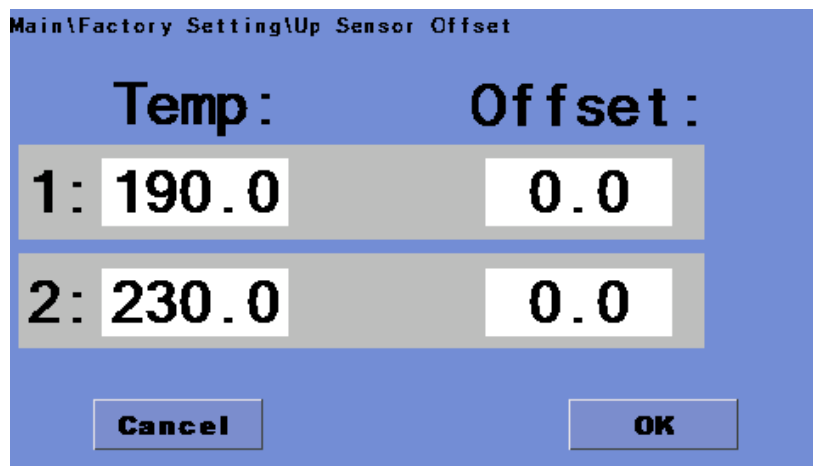 Main\Factory Setting\Up Sensor Offset
Temp: Offset:
1: 190.0 0.0
2: 230.0 0.0
Cancel OK